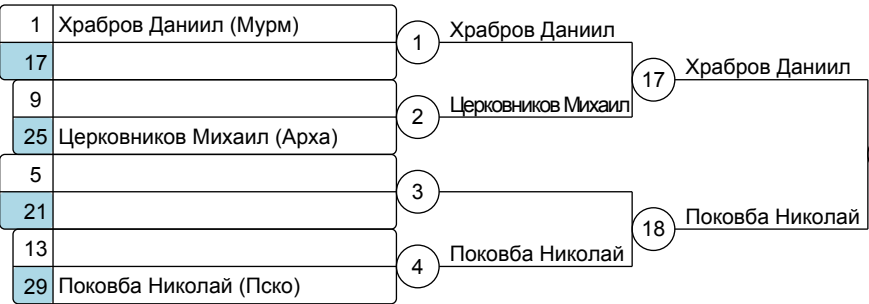 1 Храбров Даниил (Мурм)
17
9
25 Церковников Михаил (Арха)
5
21
13
29 Поковба Николай (Пско)
1 Храбров Даниил
2 Церковников Михаил
3
4 Поковба Николай
17 Храбров Даниил
18 Поковба Николай